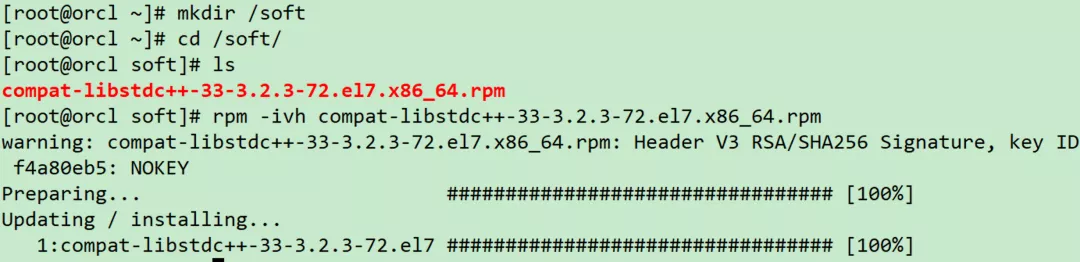 [root@orcl ~]# mkdir /soft
[root@orcl ~]# cd /soft/
[root@orcl soft]# ls
compat-libstdc++-33-3.2.3-72.el7.x86_64.rpm
[root@orcl soft]# rpm -ivh compat-libstdc++-33-3.2.3-72.el7.x86_64.rpm
warning: compat-libstdc++-33-3.2.3-72.el7.x86_64.rpm: Header V3 RSA/SHA256 Signature, key ID
 f4a80eb5: NOKEY
Preparing...                          ################################# [100%]
Updating / installing...
   1:compat-libstdc++-33-3.2.3-72.el7 ################################# [100%]